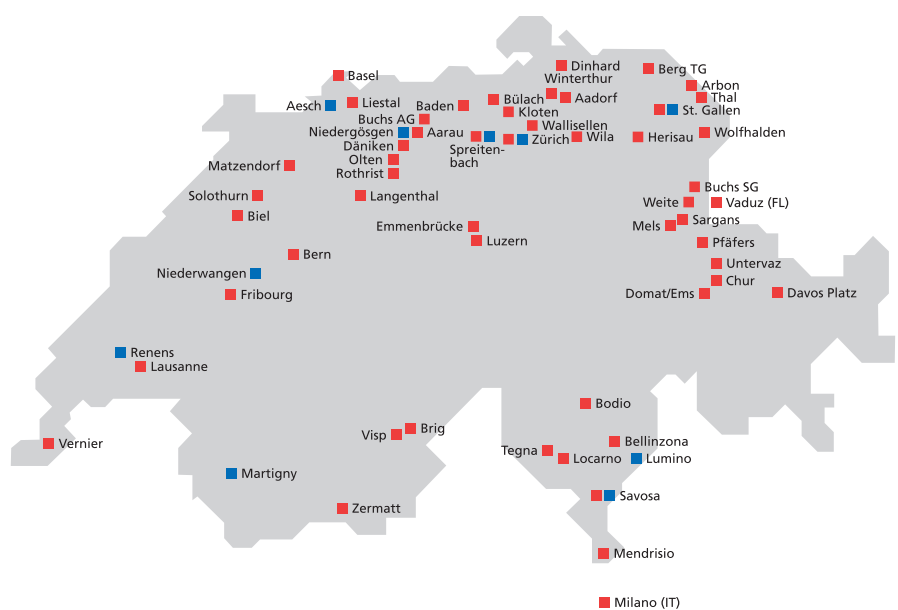 Basel
Dinhard
Berg TG
Winterthur
Arbon
Thal
Aesch
Liestal
Baden
Bülach
Aadorf
St. Gallen
Buchs AG
Kloten
Niedergösgen
Aarau
Wallisellen
Wolfhalden
Däniken
Spreiten-
bach
Zürich
Wila
Herisau
Olten
Matzendorf
Rothrist
Solothurn
Langenthal
Buchs SG
Weite
Vaduz (FL)
Biel
Sargans
Emmenbrücke
Mels
Luzern
Pfäfers
Bern
Untervaz
Niederwangen
Chur
Fribourg
Domat/Ems
Davos Platz
Renens
Lausanne
Bodio
Brig
Visp
Vernier
Bellinzona
Tegna
Locarno
Lumino
Martigny
Savosa
Zermatt
Mendrisio
Milano (IT)